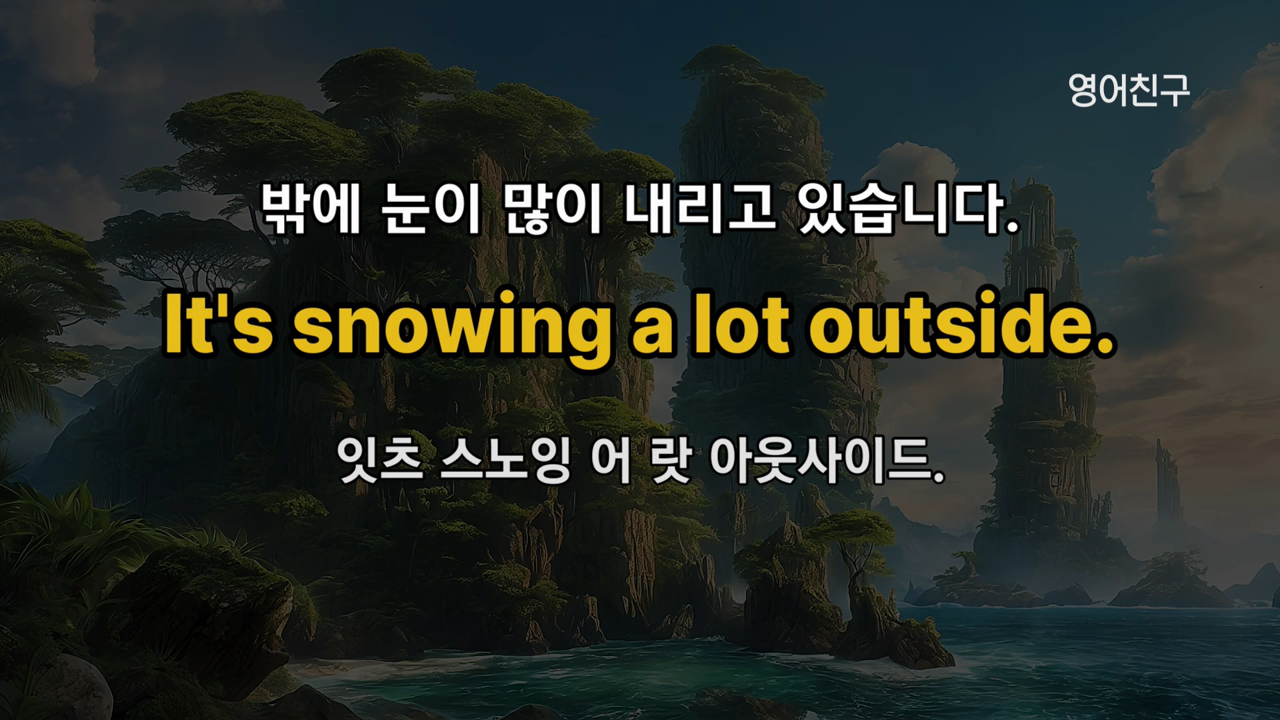 영어친구
밖에 눈이 많이 내리고 있습니다.
It's snowing a lot outside.
잇츠 스노잉 어 랏 아웃사이드.